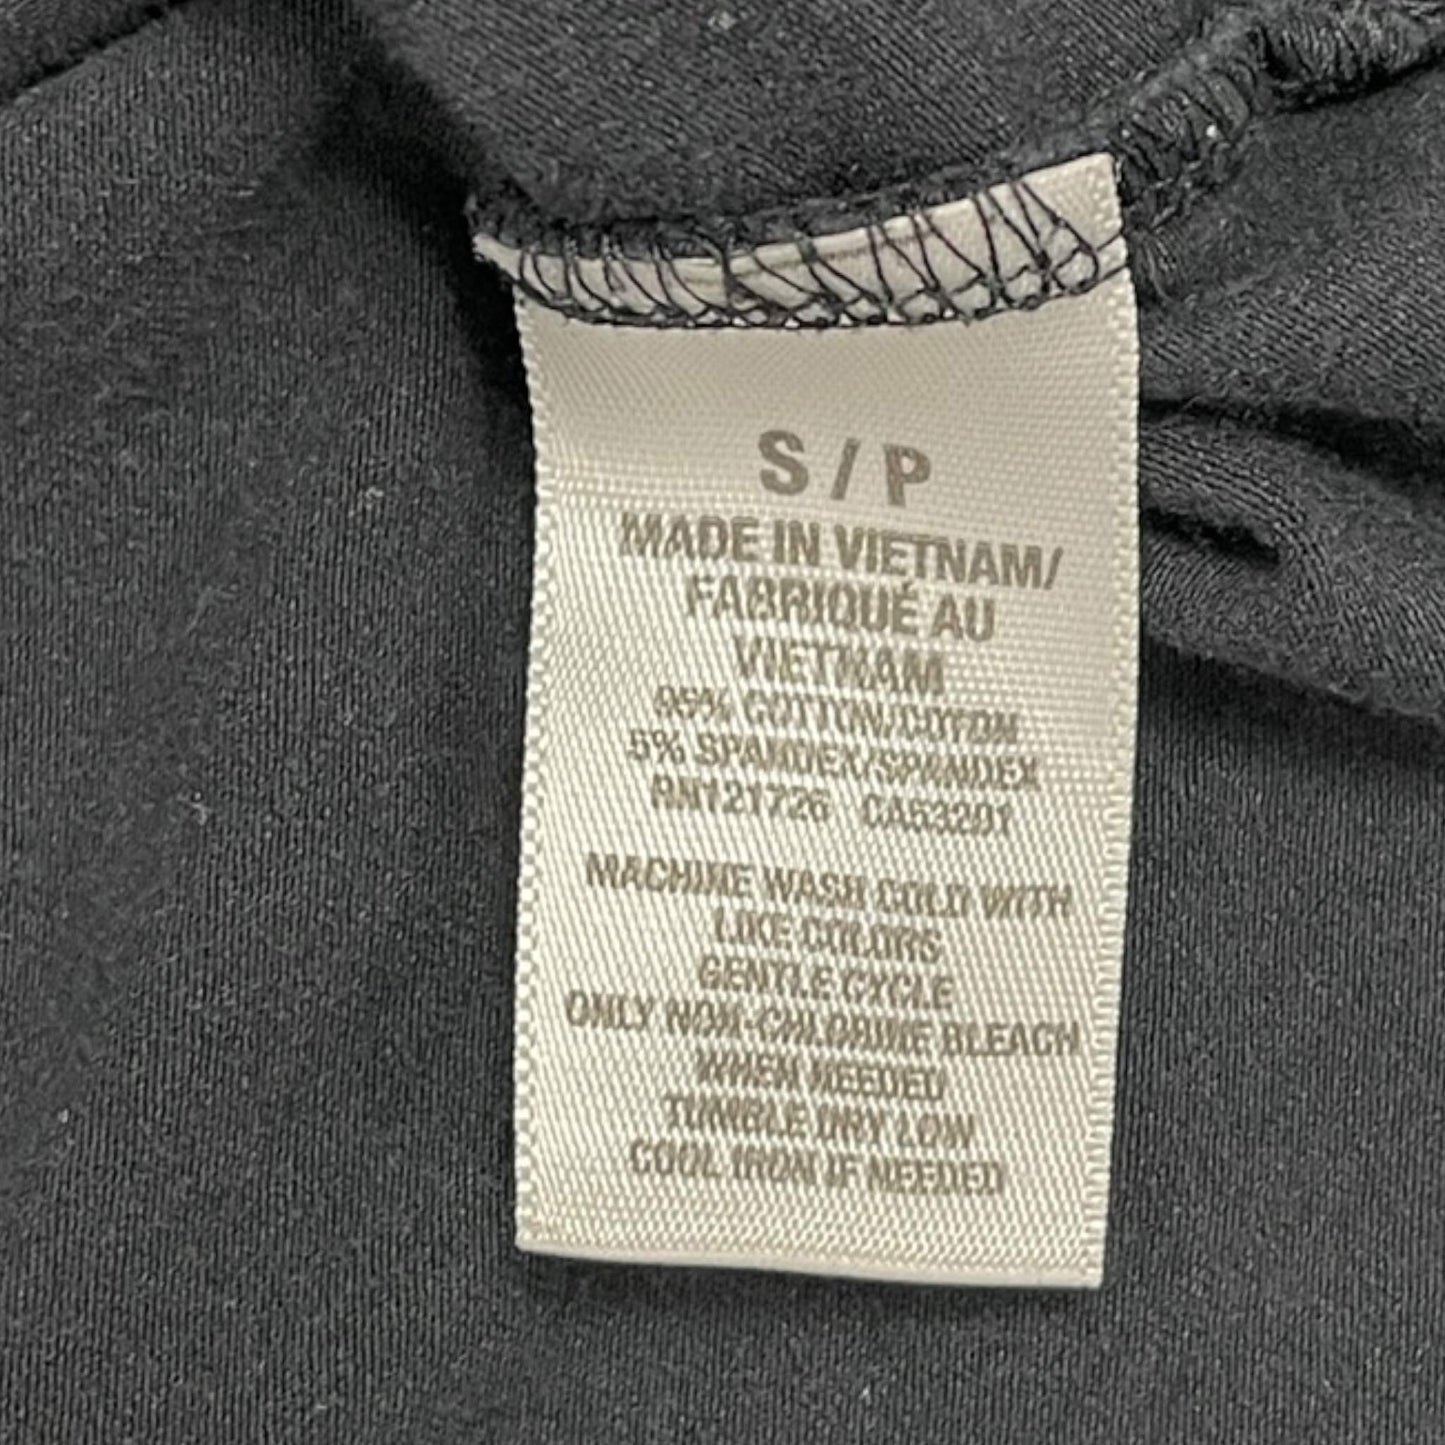 S / P
MADE IN VIETNAM/
FABRIQUÉ AU
VIETNAM
95% COTTON/COTON
5% SPANDEX/SPANDEX
RN121726 CA53201
MACHINE WASH COLD WITH
LIKE COLORS
GENTLE CYCLE
ONLY NON-CHLORINE BLEACH
WHEN NEEDED
TUMBLE DRY LOW
COOL IRON IF NEEDED